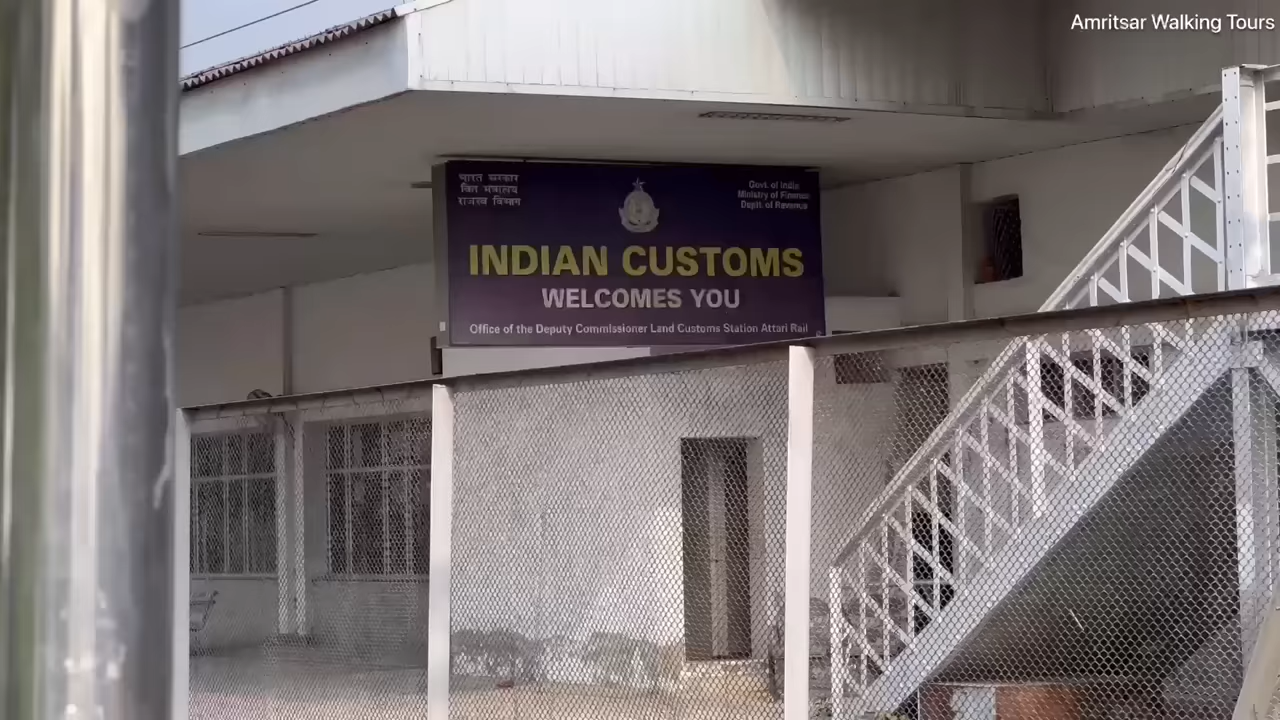 Amritsar Walking Tours
भारत सरकार
वित्त मंत्रालय
राजस्व विभाग
Govt. of India
Ministry of Finance
Deptt. of Revenue
INDIAN CUSTOMS
WELCOMES YOU
Office of the Deputy Commissioner Land Customs Station Attari Rail